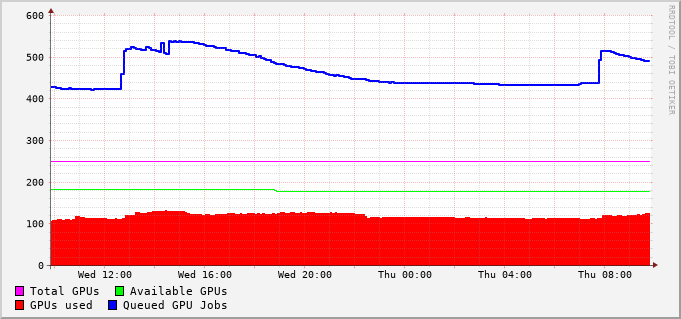 RRDTOOL / TOBI OETIKER
600
500
400
300
200
100
0
Wed 12:00 Wed 16:00 Wed 20:00 Thu 00:00 Thu 04:00 Thu 08:00
Total GPUs Available GPUs
GPUs used Queued GPU Jobs